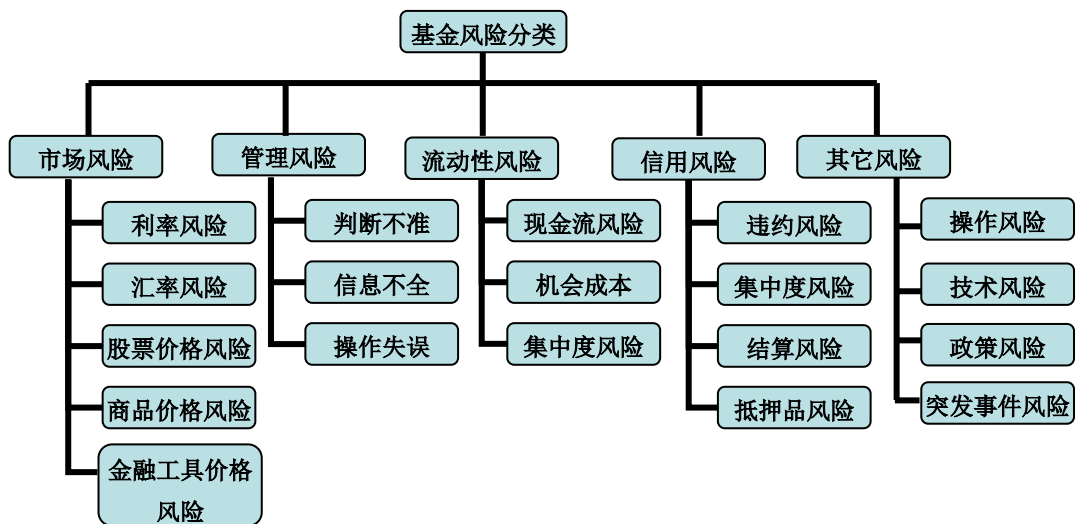 基金风险分类
市场风险
管理风险
流动性风险
信用风险
其它风险
利率风险
汇率风险
股票价格风险
商品价格风险
金融工具价格
风险
判断不准
信息不全
操作失误
现金流风险
机会成本
集中度风险
违约风险
集中度风险
结算风险
抵押品风险
操作风险
技术风险
政策风险
突发事件风险